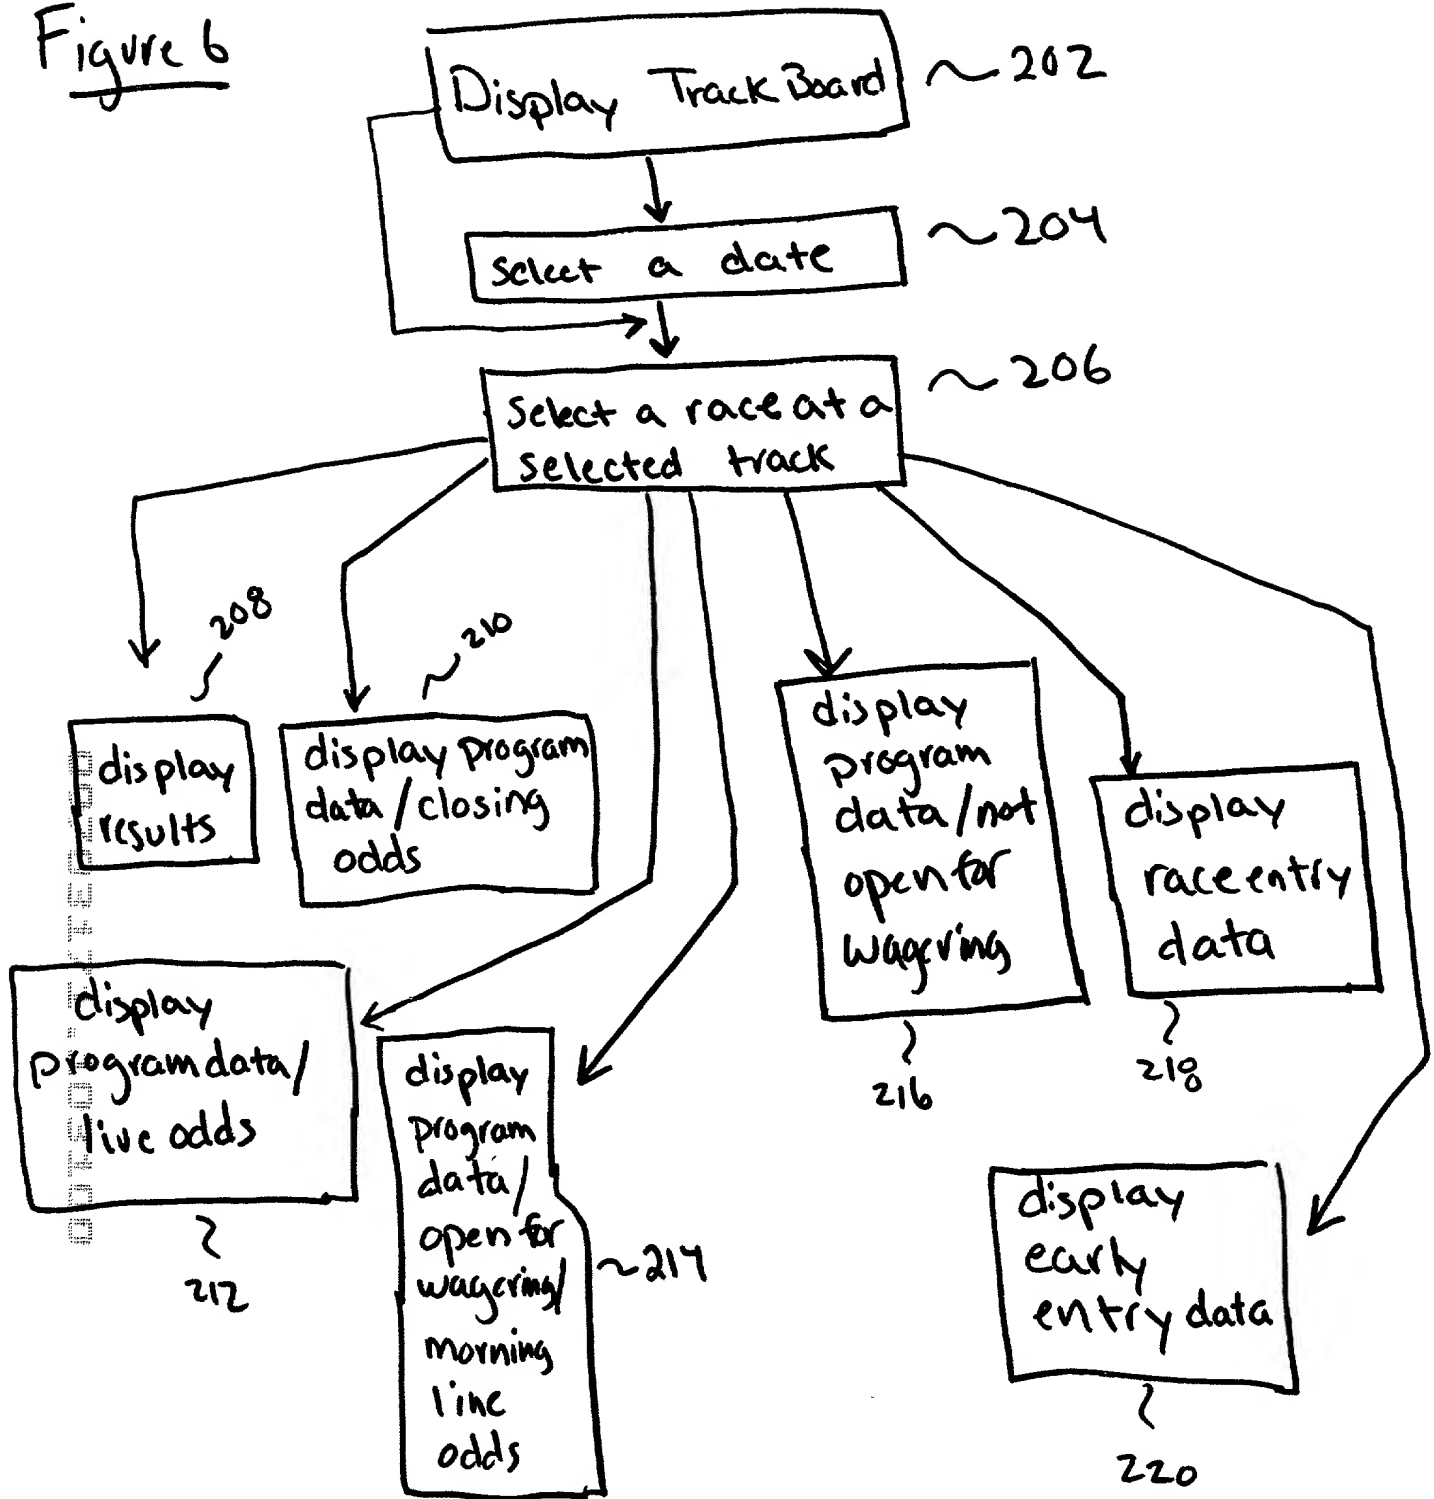 Figure 6
Display Track Board
202
select a date
204
Select a race at a
selected track
206
208
210
display
results
display program
data/closing
odds
display
program
data/not
open for
wagering
display
race entry
data
display
program data/
live odds
display
program
data/
open for
wagering/
morning
line
odds
216
218
212
214
display
early
entry data
220